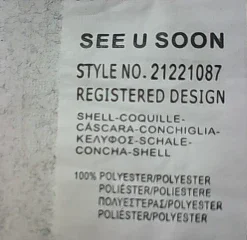 SEE U SOON
STYLE NO. 21221087
REGISTERED DESIGN
SHELL-COQUILLE-
CÁSCARA-CONCHIGLIA-
ΚΕΛΥΦΟΣ-SCHALE-
CONCHA-SHELL
100% POLYESTER/POLYESTER
POLIÉSTER/POLIESTERE
ΠΟΛΥΕΣΤΕΡΑΣ/POLYESTER
POLIÉSTER/POLYESTER